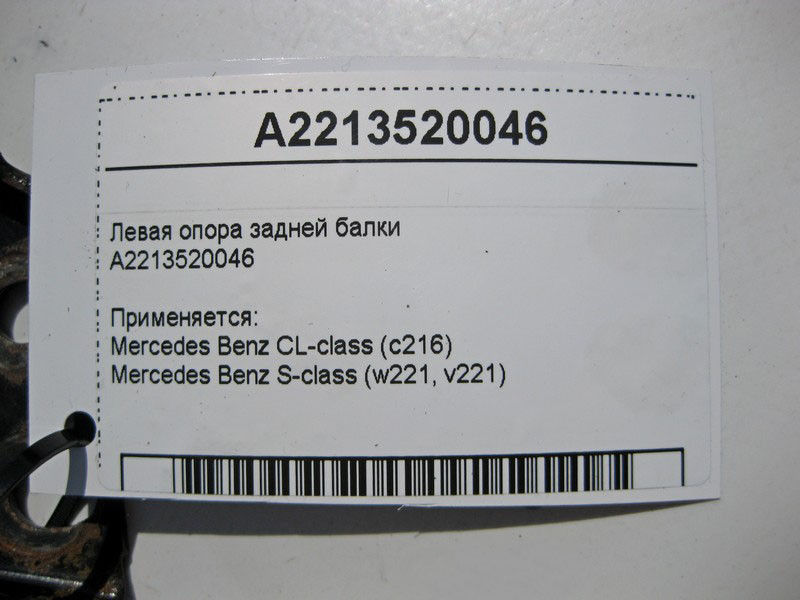 A2213520046
Левая опора задней балки
A2213520046
Применяется:
Mercedes Benz CL-class (c216)
Mercedes Benz S-class (w221, v221)